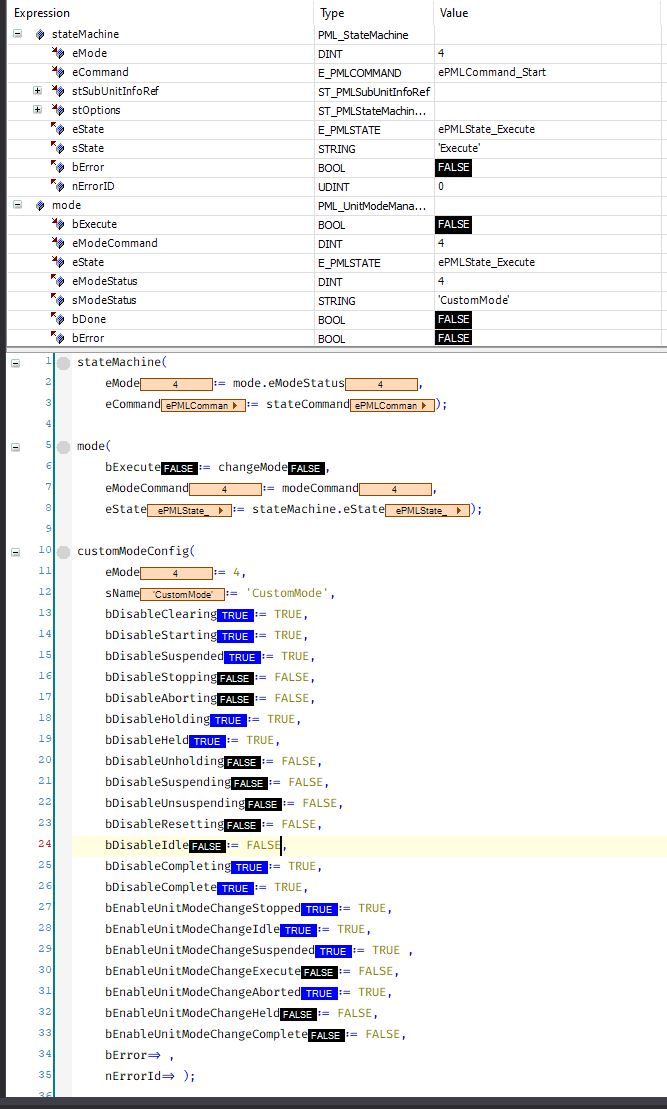 Expression Type Value
stateMachine PML_StateMachine
eMode DINT 4
eCommand E_PMLCOMMAND ePMLCommand_Start
stSubUnitInfoRef ST_PMLSubUnitInfoRef
stOptions ST_PMLStateMachin...
eState E_PMLSTATE ePMLState_Execute
sState STRING 'Execute'
bError BOOL FALSE
nErrorID UDINT 0
mode PML_UnitModeMana...
bExecute BOOL FALSE
eModeCommand DINT 4
eState E_PMLSTATE ePMLState_Execute
eModeStatus DINT 4
sModeStatus STRING 'CustomMode'
bDone BOOL FALSE
bError BOOL FALSE
1 stateMachine(
2 eMode 4 := mode.eModeStatus 4 ,
3 eCommand ePMLComman := stateCommand ePMLComman );
4
5 mode(
6 bExecute FALSE := changeMode FALSE ,
7 eModeCommand 4 := modeCommand 4 ,
8 eState ePMLState_ := stateMachine.eState ePMLState_ );
9
10 customModeConfig(
11 eMode 4 := 4,
12 sName 'CustomMode' := 'CustomMode',
13 bDisableClearing TRUE := TRUE,
14 bDisableStarting TRUE := TRUE,
15 bDisableSuspended TRUE := TRUE,
16 bDisableStopping FALSE := FALSE,
17 bDisableAborting FALSE := FALSE,
18 bDisableHolding TRUE := TRUE,
19 bDisableHeld TRUE := TRUE,
20 bDisableUnholding FALSE := FALSE,
21 bDisableSuspending FALSE := FALSE,
22 bDisableUnsuspending FALSE := FALSE,
23 bDisableResetting FALSE := FALSE,
24 bDisableIdle FALSE := FALSE,
25 bDisableCompleting TRUE := TRUE,
26 bDisableComplete TRUE := TRUE,
27 bEnableUnitModeChangeStopped TRUE := TRUE,
28 bEnableUnitModeChangeIdle TRUE := TRUE,
29 bEnableUnitModeChangeSuspended TRUE := TRUE ,
30 bEnableUnitModeChangeExecute FALSE := FALSE,
31 bEnableUnitModeChangeAborted TRUE := TRUE,
32 bEnableUnitModeChangeHeld FALSE := FALSE,
33 bEnableUnitModeChangeComplete FALSE := FALSE,
34 bError=> ,
35 nErrorId=> );
36